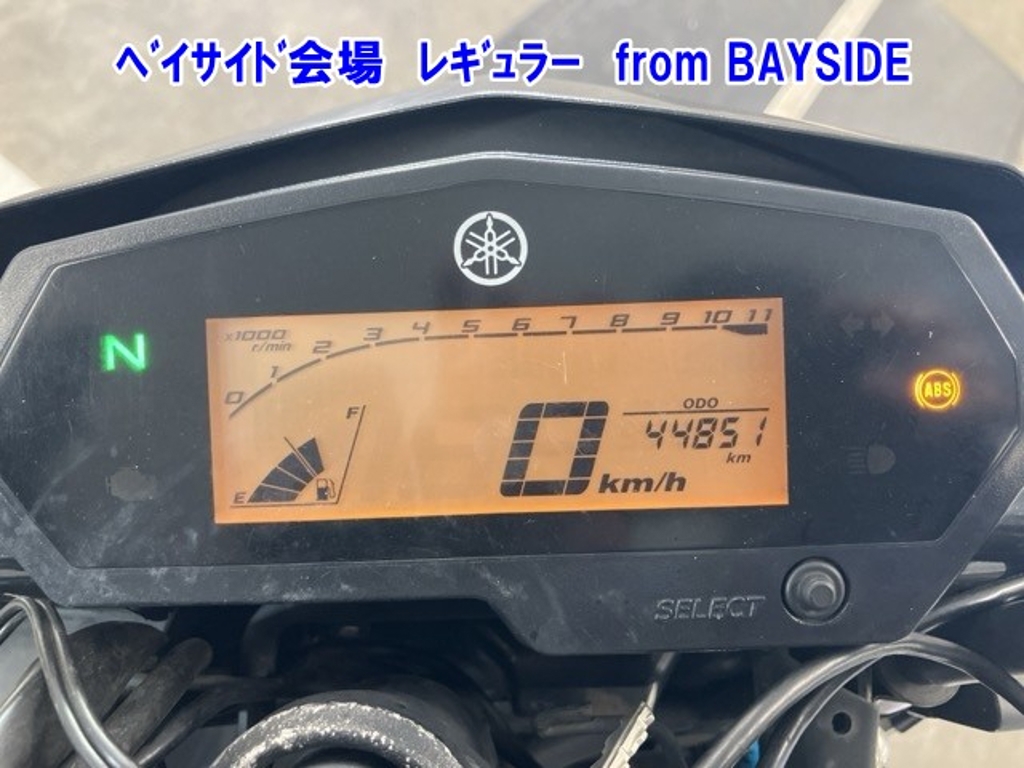 ﾍﾞｲｻｲﾄﾞ会場　ﾚｷﾞｭﾗｰ　from BAYSIDE
x1000 r/min
0 1 2 3 4 5 6 7 8 9 10 11
N
ABS
F
E
ODO
44851
km
0 km/h
SELECT